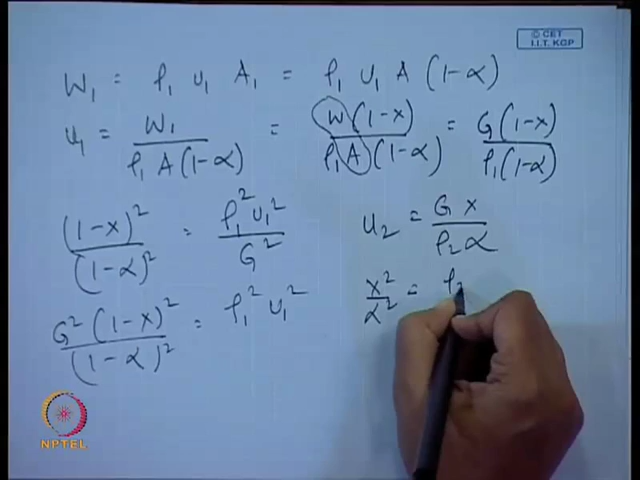 © CET
I.I.T. KGP
W₁ = ρ₁ u₁ A₁ = ρ₁ u₁ A (1-α)
u₁ = W₁ / ρ₁ A(1-α) = W(1-x) / ρ₁ A (1-α) = G(1-x) / ρ₁(1-α)
(1-x)² / (1-α)² = ρ₁² u₁² / G²
u₂ = G x / ρ₂ α
G² (1-x)² / (1-α)² = ρ₁² u₁²
x² / α² = ρ₂
NPTEL